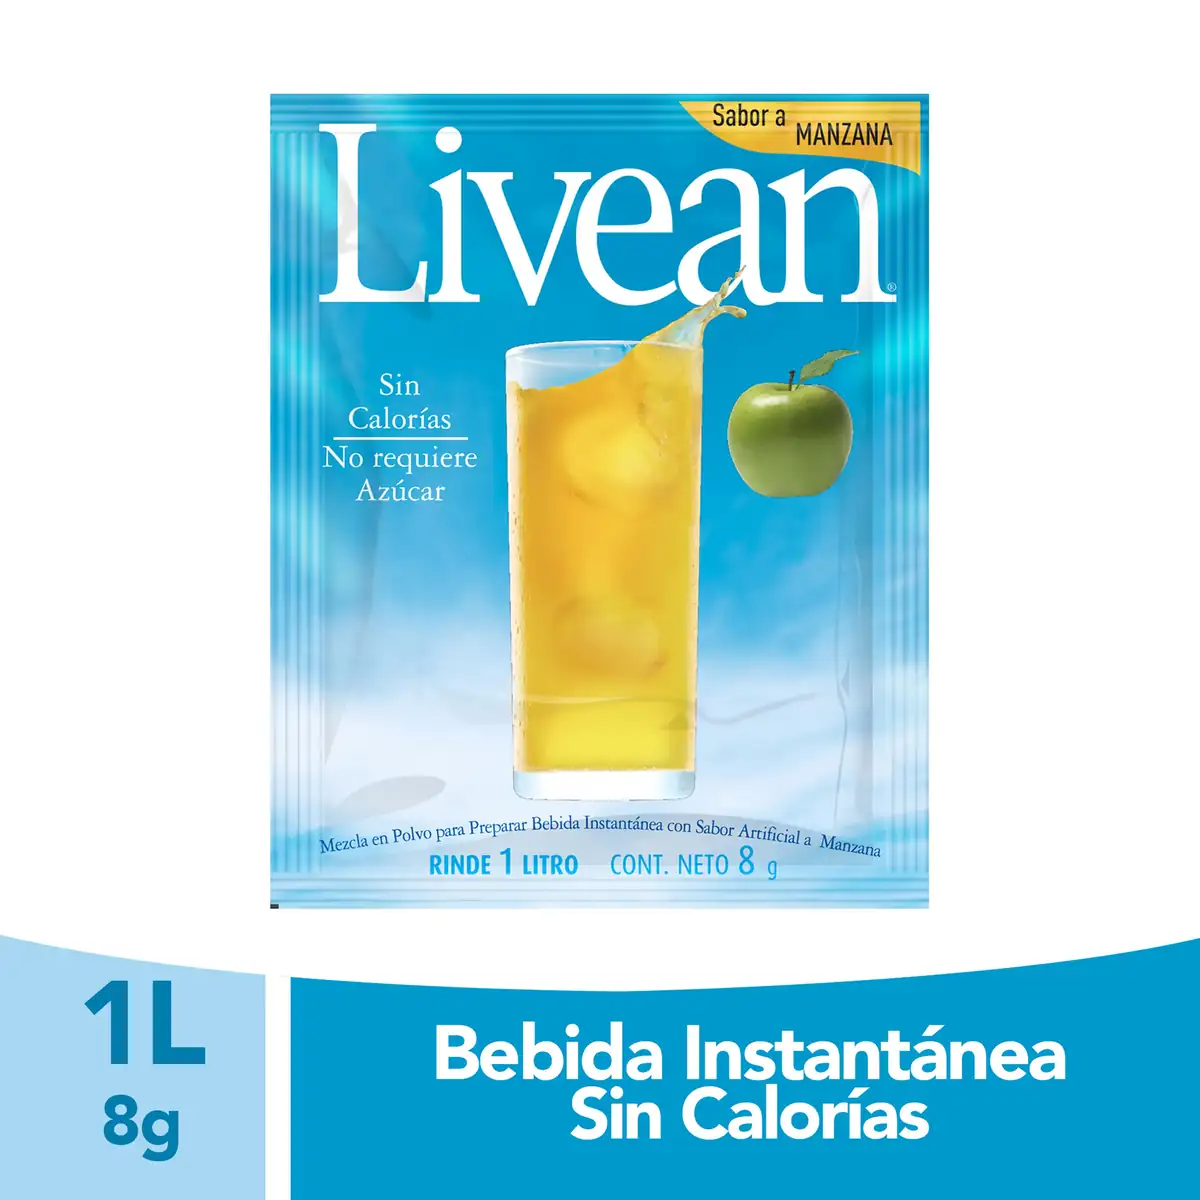 Sabor a
MANZANA
Livean®
Sin
Calorías
No requiere
Azúcar
Mezcla en Polvo para Preparar Bebida Instantánea con Sabor Artificial a Manzana
RINDE 1 LITRO CONT. NETO 8 g
1L
8g
Bebida Instantánea
Sin Calorías